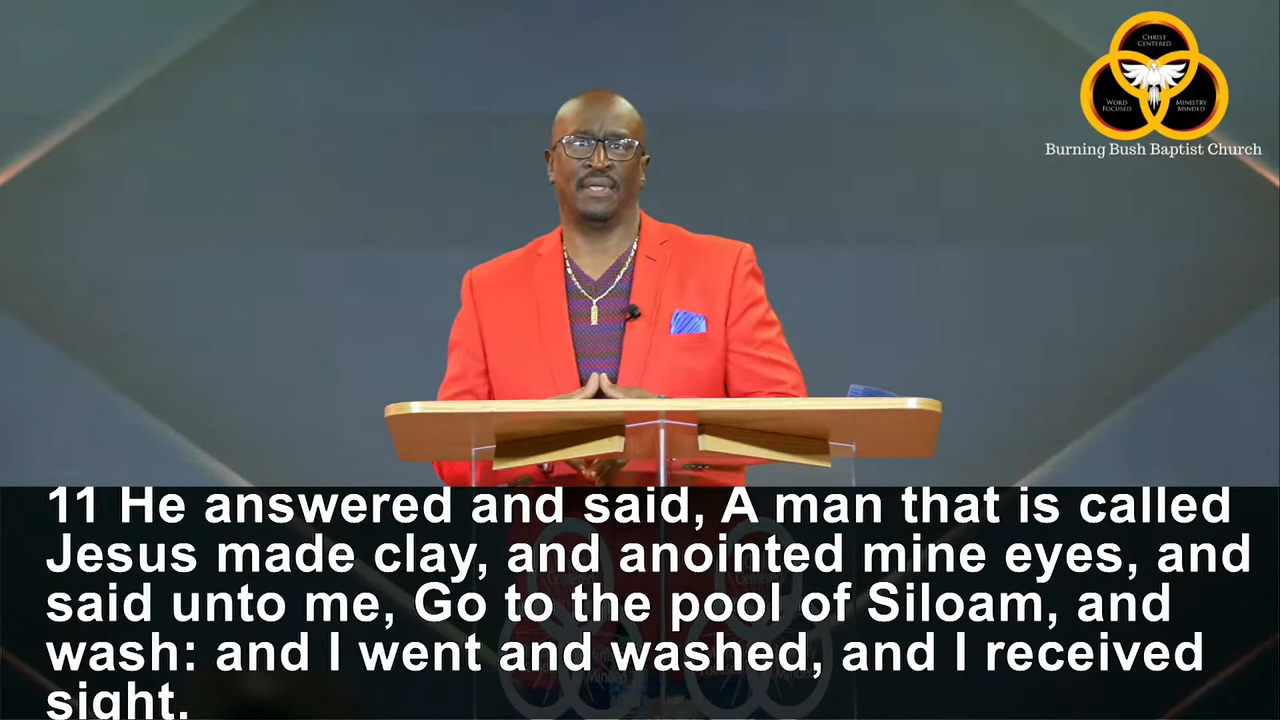 CHRIST
CENTERED
WORD
FOCUSED
MINISTRY
MINDED
Burning Bush Baptist Church
11 He answered and said, A man that is called
Jesus made clay, and anointed mine eyes, and
said unto me, Go to the pool of Siloam, and
wash: and I went and washed, and I received
sight.